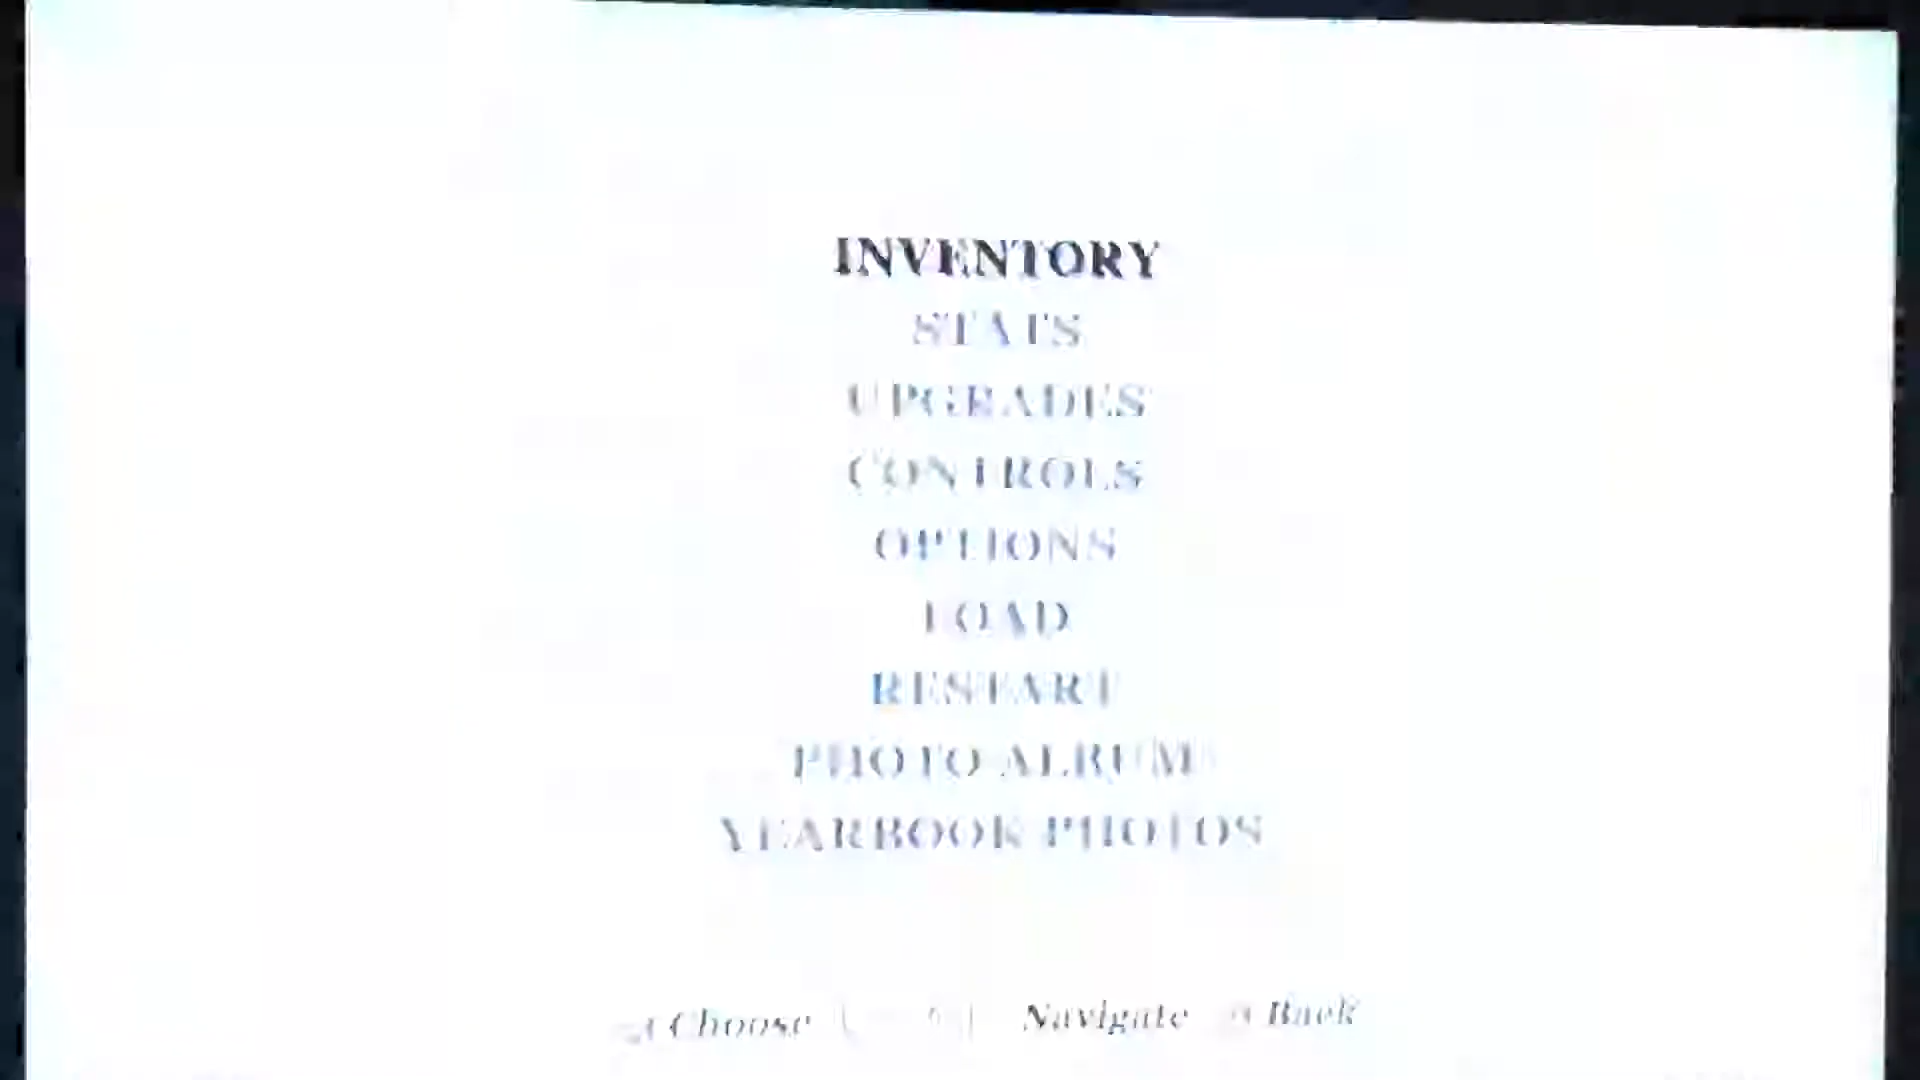 INVENTORY
STATS
UPGRADES
CONTROLS
OPTIONS
LOAD
RESTART
PHOTO ALBUM
YEARBOOK PHOTOS
Choose Navigate Back